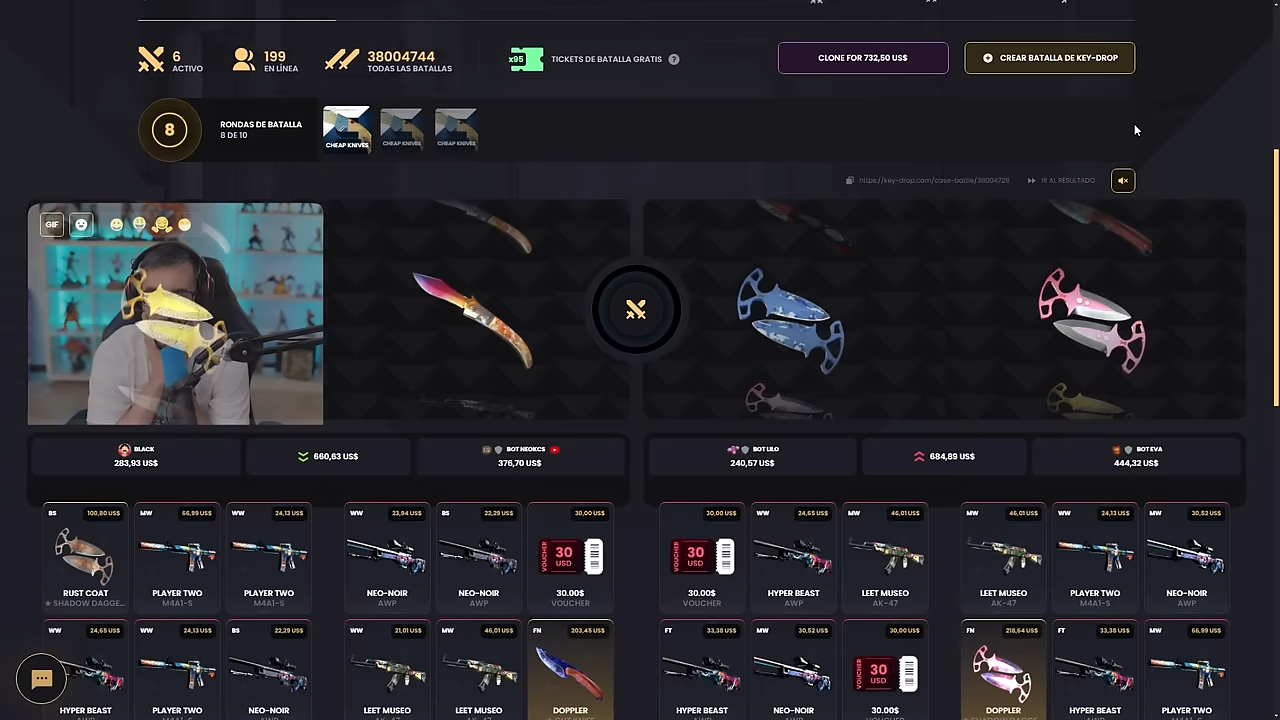 6
ACTIVO
199
EN LÍNEA
38004744
TODAS LAS BATALLAS
x95
TICKETS DE BATALLA GRATIS ?
CLONE FOR 732,50 US$
CREAR BATALLA DE KEY-DROP
8
RONDAS DE BATALLA
8 DE 10
CHEAP KNIVES
CHEAP KNIVES
CHEAP KNIVES
https://key-drop.com/case-battle/38004728
IR AL RESULTADO
GIF
BLACK
283,93 US$
660,63 US$
BOT NEOKCS
376,70 US$
BOT LILO
240,57 US$
684,89 US$
BOT EVA
444,32 US$
BS 100,80 US$
MW 66,99 US$
WW 24,13 US$
WW 23,94 US$
BS 22,29 US$
30,00 US$
30,00 US$
WW 24,65 US$
MW 46,01 US$
MW 46,01 US$
WW 24,13 US$
MW 30,52 US$
VOUCHER 30 USD
VOUCHER 30 USD
RUST COAT
★ SHADOW DAGGE...
PLAYER TWO
M4A1-S
PLAYER TWO
M4A1-S
NEO-NOIR
AWP
NEO-NOIR
AWP
30.00$
VOUCHER
30.00$
VOUCHER
HYPER BEAST
AWP
LEET MUSEO
AK-47
LEET MUSEO
AK-47
PLAYER TWO
M4A1-S
NEO-NOIR
AWP
WW 24,65 US$
WW 24,13 US$
BS 22,29 US$
WW 21,01 US$
MW 46,01 US$
FN 203,45 US$
FT 33,38 US$
MW 30,52 US$
30,00 US$
FN 218,64 US$
FT 33,38 US$
MW 66,99 US$
VOUCHER 30 USD
HYPER BEAST
PLAYER TWO
NEO-NOIR
LEET MUSEO
LEET MUSEO
DOPPLER
HYPER BEAST
NEO-NOIR
30.00$
DOPPLER
HYPER BEAST
PLAYER TWO